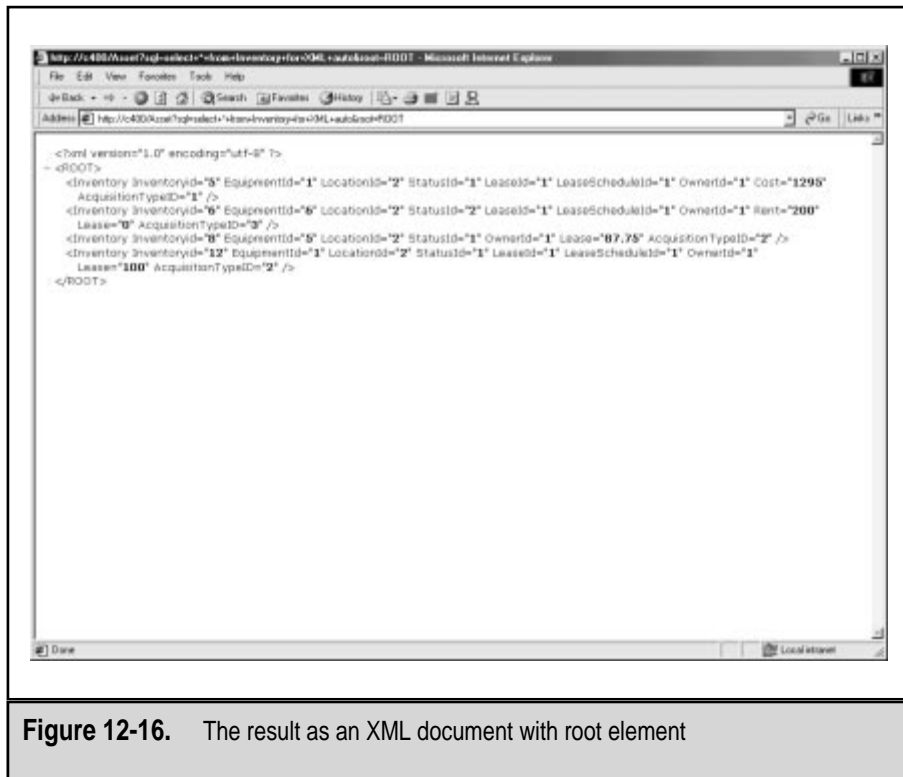 http://c400/Asset?sql=select+*+from+Inventory+for+XML+auto&root=ROOT - Microsoft Internet Explorer
File Edit View Favorites Tools Help
Back Search Favorites History
Address http://c400/Asset?sql=select+*+from+Inventory+for+XML+auto&root=ROOT Go Links »
<?xml version="1.0" encoding="utf-8" ?>
- <ROOT>
<Inventory Inventoryid="5" EquipmentId="1" LocationId="2" StatusId="1" LeaseId="1" LeaseScheduleId="1" OwnerId="1" Cost="1295"
AcquisitionTypeID="1" />
<Inventory Inventoryid="6" EquipmentId="6" LocationId="2" StatusId="2" LeaseId="1" LeaseScheduleId="1" OwnerId="1" Rent="200"
Lease="0" AcquisitionTypeID="3" />
<Inventory Inventoryid="8" EquipmentId="5" LocationId="2" StatusId="1" OwnerId="1" Lease="87.75" AcquisitionTypeID="2" />
<Inventory Inventoryid="12" EquipmentId="1" LocationId="2" StatusId="1" LeaseId="1" LeaseScheduleId="1" OwnerId="1"
Lease="100" AcquisitionTypeID="2" />
</ROOT>
Done Local intranet
Figure 12-16. The result as an XML document with root element